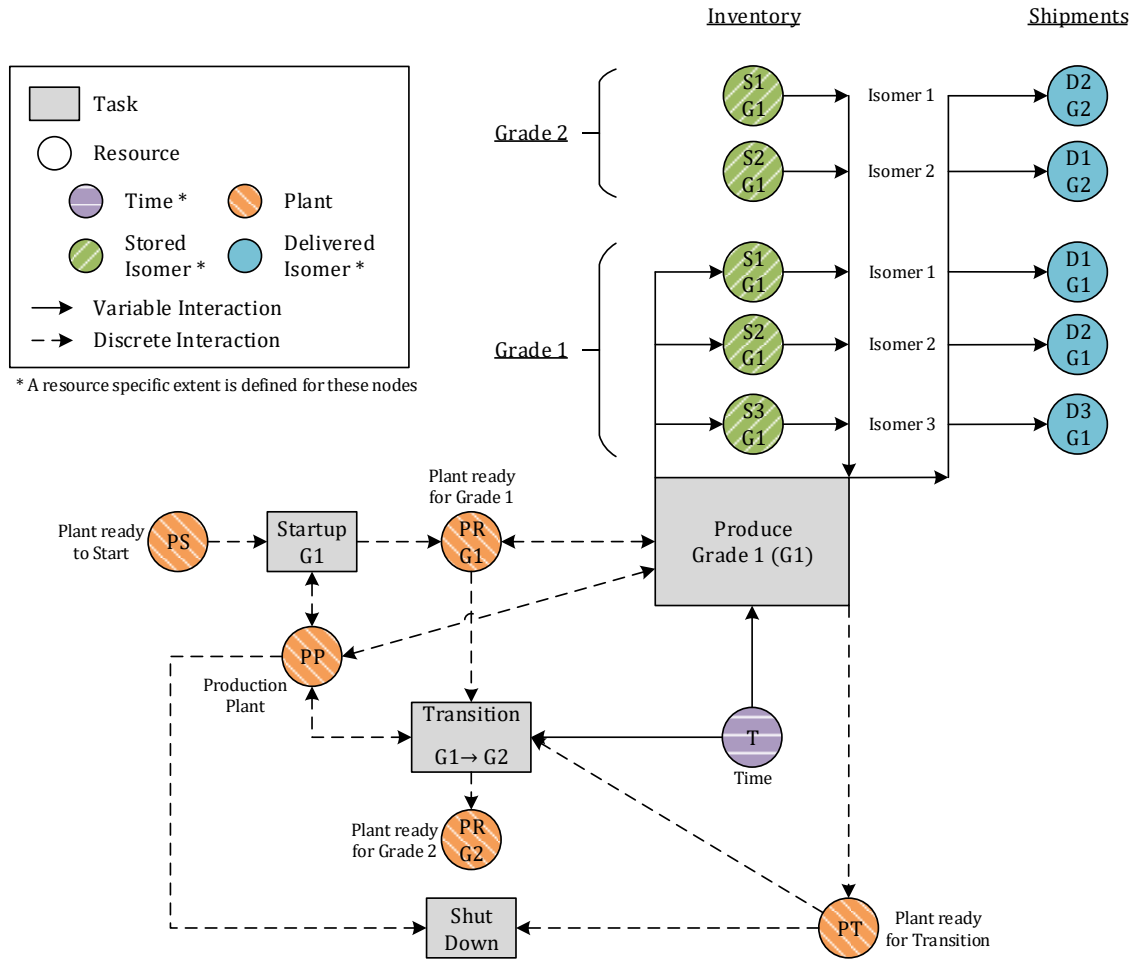 Inventory
Shipments
Task
Resource
Time *
Plant
Stored
Isomer *
Delivered
Isomer *
Variable Interaction
Discrete Interaction
* A resource specific extent is defined for these nodes
Grade 2
S1
G1
Isomer 1
D2
G2
S2
G1
Isomer 2
D1
G2
Grade 1
S1
G1
Isomer 1
D1
G1
S2
G1
Isomer 2
D2
G1
S3
G1
Isomer 3
D3
G1
Plant ready
to Start
PS
Startup
G1
Plant ready
for Grade 1
PR
G1
Produce
Grade 1 (G1)
PP
Production
Plant
Transition
G1→ G2
T
Time
Plant ready
for Grade 2
PR
G2
Shut
Down
PT
Plant ready
for Transition